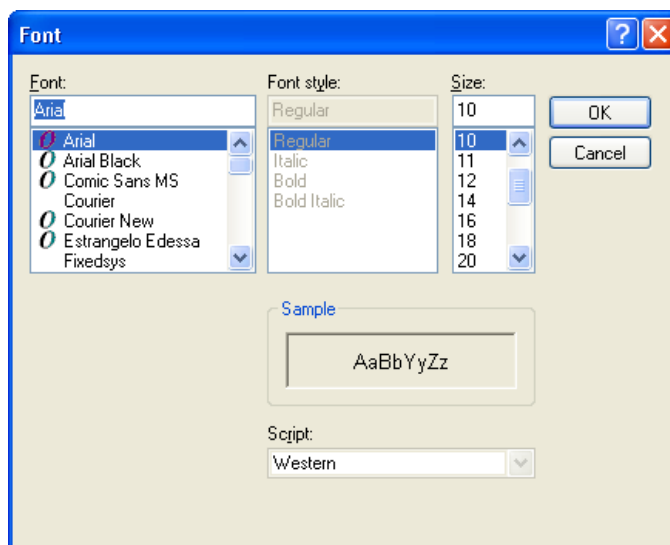 Font
Font:
Arial
Arial
Arial Black
Comic Sans MS
Courier
Courier New
Estrangelo Edessa
Fixedsys
Font style:
Regular
Regular
Italic
Bold
Bold Italic
Size:
10
10
11
12
14
16
18
20
OK
Cancel
Sample
AaBbYyZz
Script:
Western